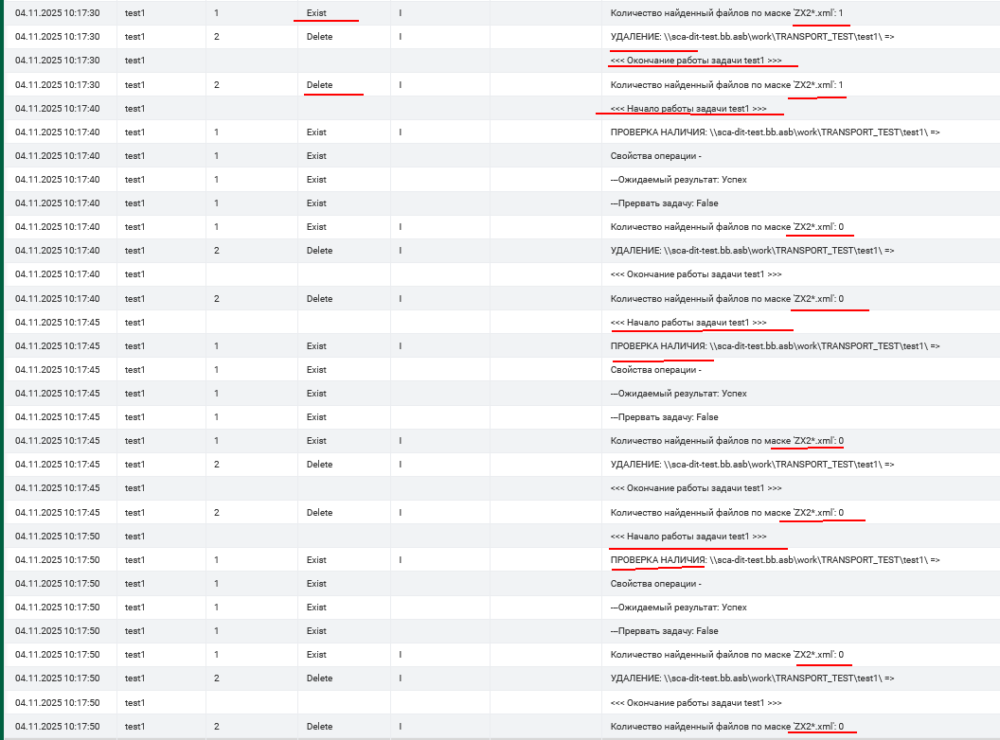 04.11.2025 10:17:30 test1 1 Exist I Количество найденный файлов по маске 'ZX2*.xml': 1
04.11.2025 10:17:30 test1 2 Delete I УДАЛЕНИЕ: \\sca-dit-test.bb.asb\work\TRANSPORT_TEST\test1\ =>
04.11.2025 10:17:30 test1 <<< Окончание работы задачи test1 >>>
04.11.2025 10:17:30 test1 2 Delete I Количество найденный файлов по маске 'ZX2*.xml': 1
04.11.2025 10:17:40 test1 <<< Начало работы задачи test1 >>>
04.11.2025 10:17:40 test1 1 Exist I ПРОВЕРКА НАЛИЧИЯ: \\sca-dit-test.bb.asb\work\TRANSPORT_TEST\test1\ =>
04.11.2025 10:17:40 test1 1 Exist Свойства операции -
04.11.2025 10:17:40 test1 1 Exist ---Ожидаемый результат: Успех
04.11.2025 10:17:40 test1 1 Exist ---Прервать задачу: False
04.11.2025 10:17:40 test1 1 Exist I Количество найденный файлов по маске 'ZX2*.xml': 0
04.11.2025 10:17:40 test1 2 Delete I УДАЛЕНИЕ: \\sca-dit-test.bb.asb\work\TRANSPORT_TEST\test1\ =>
04.11.2025 10:17:40 test1 <<< Окончание работы задачи test1 >>>
04.11.2025 10:17:40 test1 2 Delete I Количество найденный файлов по маске 'ZX2*.xml': 0
04.11.2025 10:17:45 test1 <<< Начало работы задачи test1 >>>
04.11.2025 10:17:45 test1 1 Exist I ПРОВЕРКА НАЛИЧИЯ: \\sca-dit-test.bb.asb\work\TRANSPORT_TEST\test1\ =>
04.11.2025 10:17:45 test1 1 Exist Свойства операции -
04.11.2025 10:17:45 test1 1 Exist ---Ожидаемый результат: Успех
04.11.2025 10:17:45 test1 1 Exist ---Прервать задачу: False
04.11.2025 10:17:45 test1 1 Exist I Количество найденный файлов по маске 'ZX2*.xml': 0
04.11.2025 10:17:45 test1 2 Delete I УДАЛЕНИЕ: \\sca-dit-test.bb.asb\work\TRANSPORT_TEST\test1\ =>
04.11.2025 10:17:45 test1 <<< Окончание работы задачи test1 >>>
04.11.2025 10:17:45 test1 2 Delete I Количество найденный файлов по маске 'ZX2*.xml': 0
04.11.2025 10:17:50 test1 <<< Начало работы задачи test1 >>>
04.11.2025 10:17:50 test1 1 Exist I ПРОВЕРКА НАЛИЧИЯ: \\sca-dit-test.bb.asb\work\TRANSPORT_TEST\test1\ =>
04.11.2025 10:17:50 test1 1 Exist Свойства операции -
04.11.2025 10:17:50 test1 1 Exist ---Ожидаемый результат: Успех
04.11.2025 10:17:50 test1 1 Exist ---Прервать задачу: False
04.11.2025 10:17:50 test1 1 Exist I Количество найденный файлов по маске 'ZX2*.xml': 0
04.11.2025 10:17:50 test1 2 Delete I УДАЛЕНИЕ: \\sca-dit-test.bb.asb\work\TRANSPORT_TEST\test1\ =>
04.11.2025 10:17:50 test1 <<< Окончание работы задачи test1 >>>
04.11.2025 10:17:50 test1 2 Delete I Количество найденный файлов по маске 'ZX2*.xml': 0